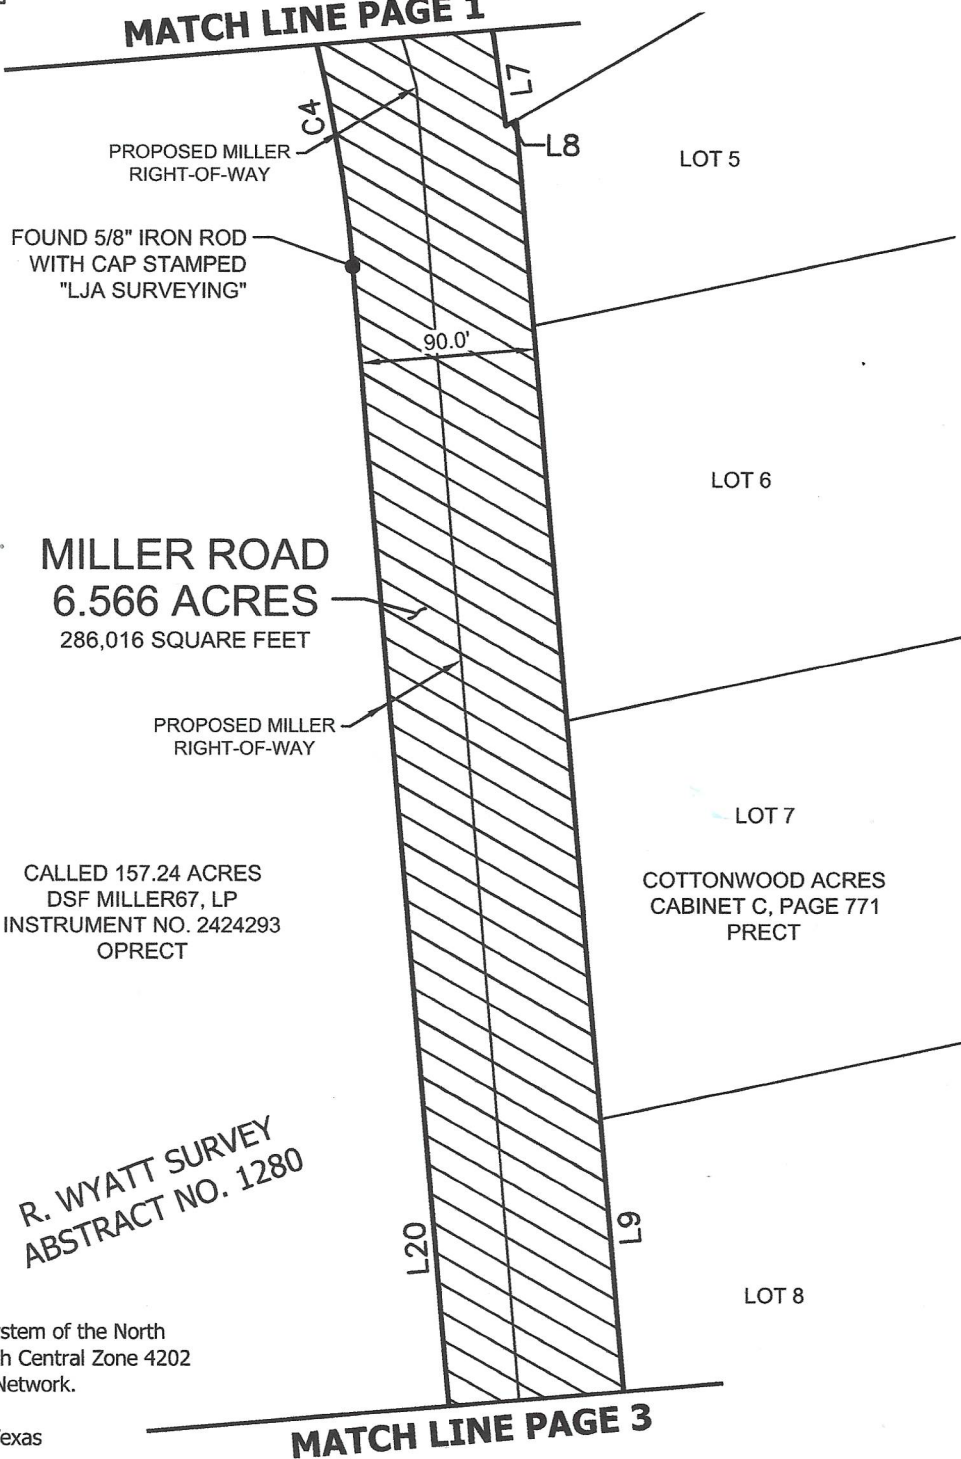 MATCH LINE PAGE 1
L7
C4
PROPOSED MILLER
RIGHT-OF-WAY
L8
LOT 5
FOUND 5/8" IRON ROD
WITH CAP STAMPED
"LJA SURVEYING"
90.0'
LOT 6
MILLER ROAD
6.566 ACRES
286,016 SQUARE FEET
PROPOSED MILLER
RIGHT-OF-WAY
LOT 7
CALLED 157.24 ACRES
DSF MILLER67, LP
INSTRUMENT NO. 2424293
OPRECT
COTTONWOOD ACRES
CABINET C, PAGE 771
PRECT
R. WYATT SURVEY
ABSTRACT NO. 1280
L20
L9
LOT 8
stem of the North
h Central Zone 4202
Network.
exas
MATCH LINE PAGE 3